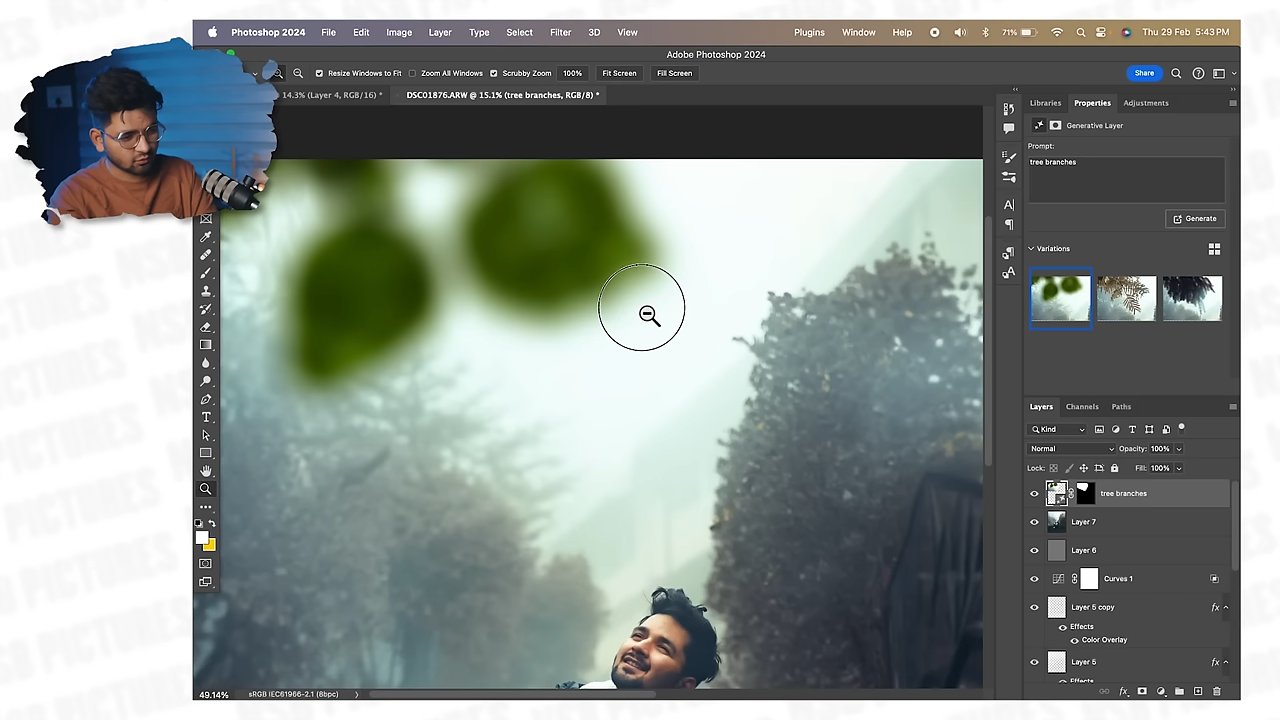 Photoshop 2024 File Edit Image Layer Type Select Filter 3D View Plugins Window Help 71% Thu 29 Feb 5:43 PM
Adobe Photoshop 2024
Resize Windows to Fit Zoom All Windows Scrubby Zoom 100% Fit Screen Fill Screen Share
14.3% (Layer 4, RGB/16) * DSC01876.ARW @ 15.1% (tree branches, RGB/8) *
Libraries Properties Adjustments
Generative Layer
Prompt:
tree branches
Generate
Variations
Layers Channels Paths
Kind
Normal Opacity: 100%
Lock: Fill: 100%
tree branches
Layer 7
Layer 6
Curves 1
Layer 5 copy fx
Effects
Color Overlay
Layer 5 fx
Effects
49.14% sRGB IEC61966-2.1 (8bpc)
NSB PICTURES